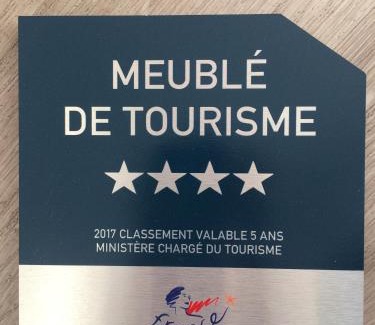 MEUBLÉ
DE TOURISME
2017 CLASSEMENT VALABLE 5 ANS
MINISTÈRE CHARGÉ DU TOURISME